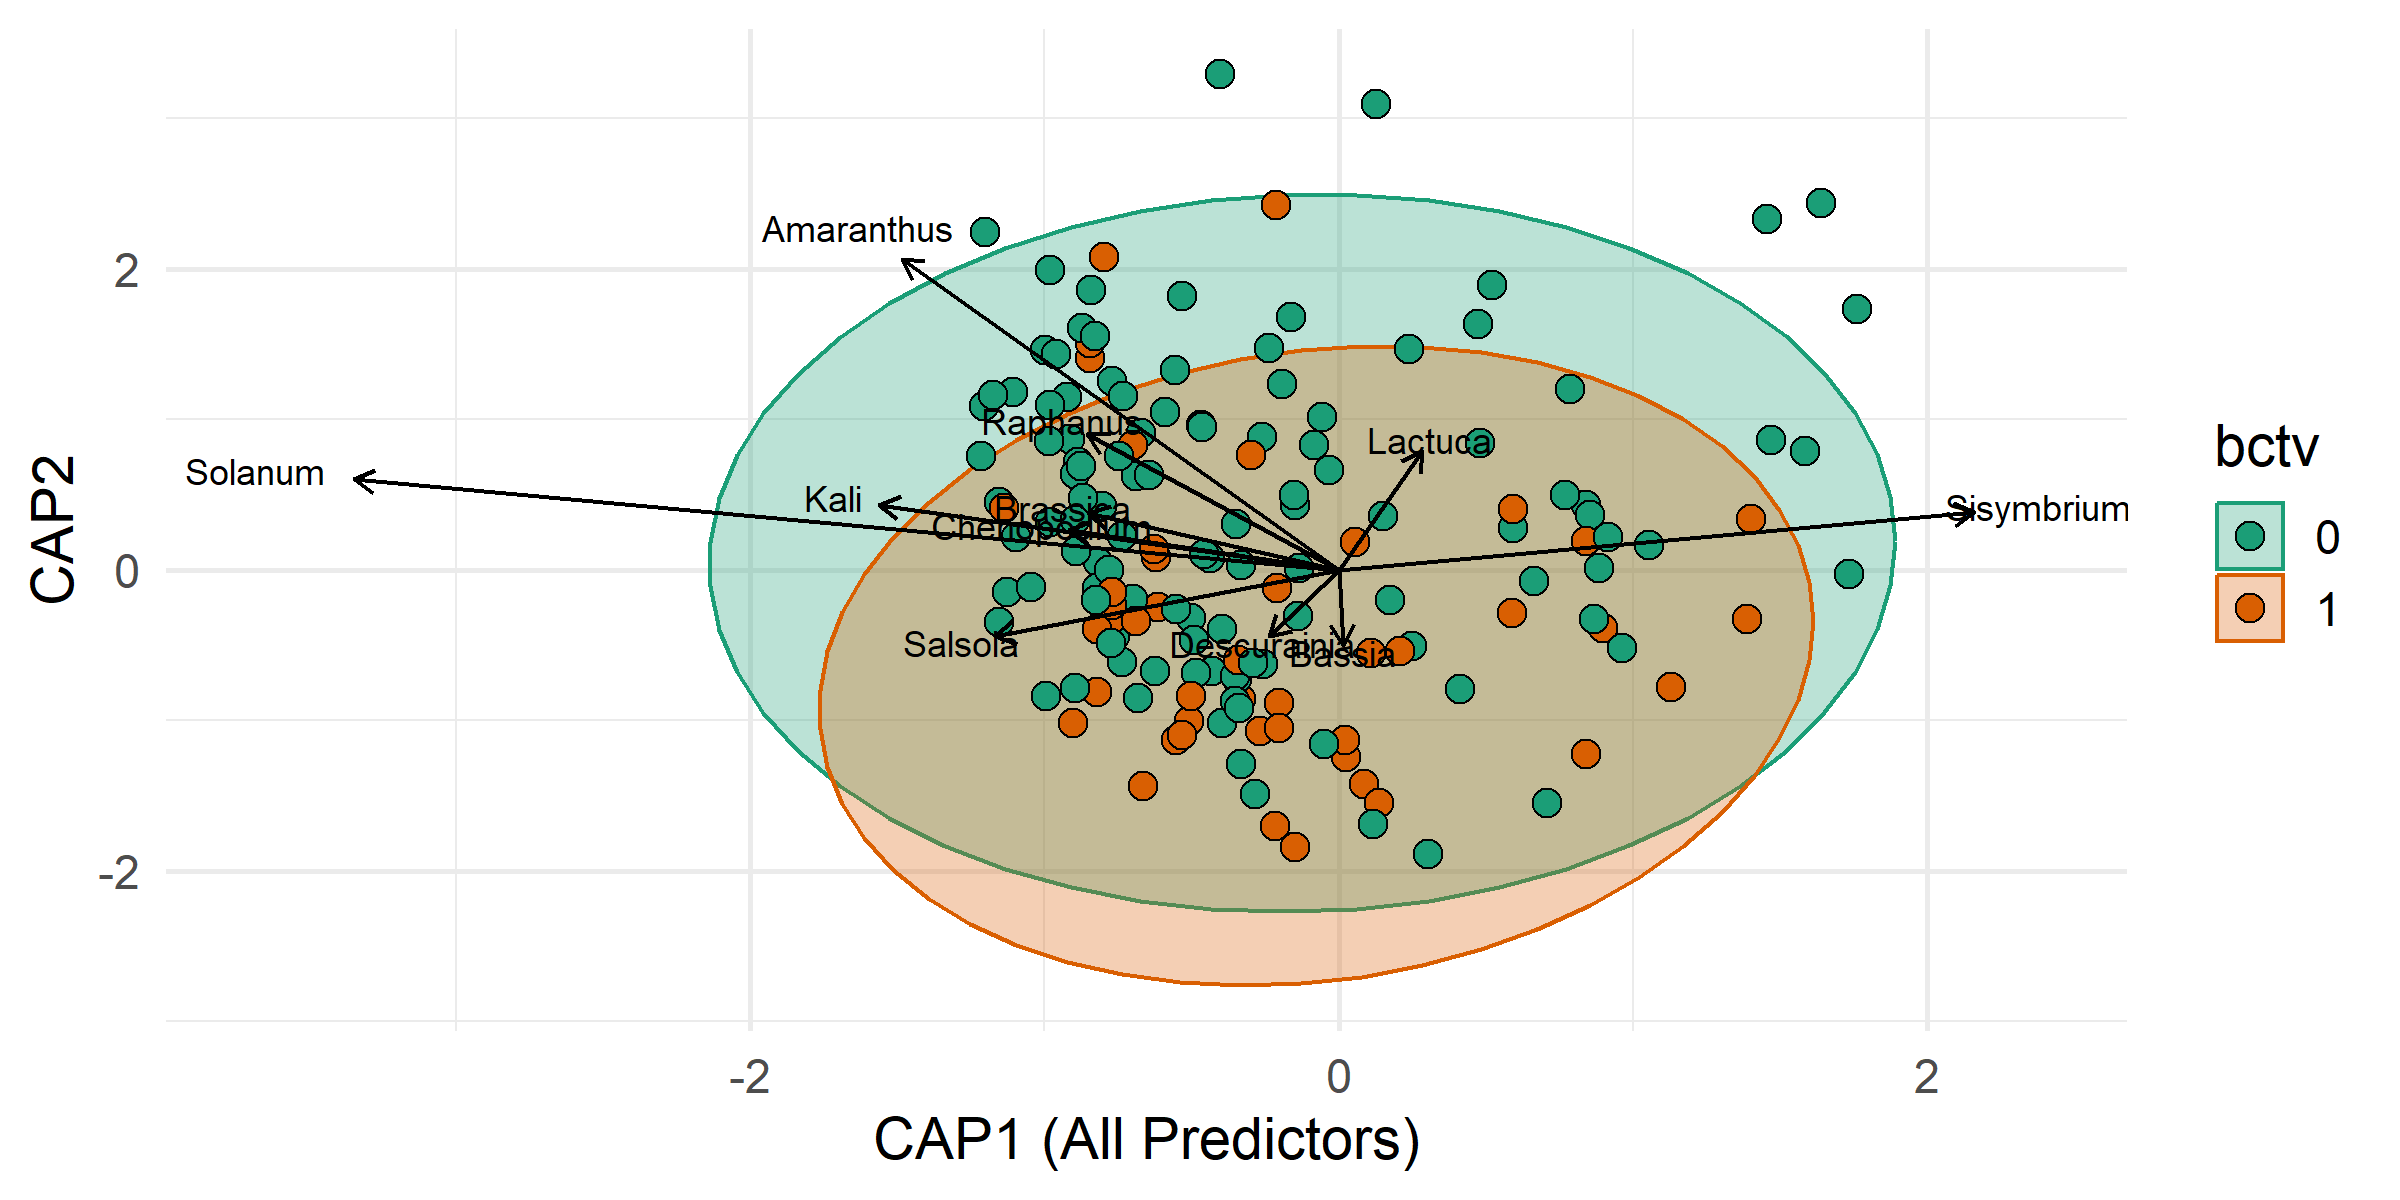 Amaranthus
Raphanus
Lactuca
Solanum
Kali
Brassica
Sisymbrium
Chenopodium
Salsola
Descurainia
Bassia
2
0
-2
CAP2
-2
0
2
CAP1 (All Predictors)
bctv
0
1